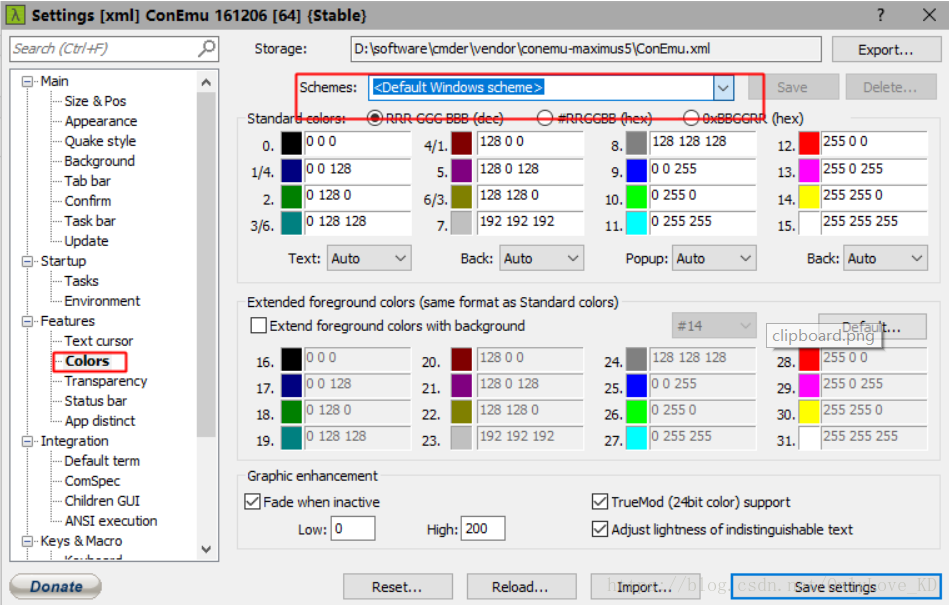 λ Settings [xml] ConEmu 161206 [64] {Stable} ?
Search (Ctrl+F)
Storage: D:\software\cmder\vendor\conemu-maximus5\ConEmu.xml Export...
Schemes: <Default Windows scheme> Save Delete...
Main
Size & Pos
Appearance
Quake style
Background
Tab bar
Confirm
Task bar
Update
Startup
Tasks
Environment
Features
Text cursor
Colors
Transparency
Status bar
App distinct
Integration
Default term
ComSpec
Children GUI
ANSI execution
Keys & Macro
Keyboard
Donate
Standard colors: RRR GGG BBB (dec) #RRGGBB (hex) 0xBBGGRR (hex)
0. 0 0 0 4/1. 128 0 0 8. 128 128 128 12. 255 0 0
1/4. 0 0 128 5. 128 0 128 9. 0 0 255 13. 255 0 255
2. 0 128 0 6/3. 128 128 0 10. 0 255 0 14. 255 255 0
3/6. 0 128 128 7. 192 192 192 11. 0 255 255 15. 255 255 255
Text: Auto Back: Auto Popup: Auto Back: Auto
Extended foreground colors (same format as Standard colors)
Extend foreground colors with background #14 Default...
clipboard.png
16. 0 0 0 20. 128 0 0 24. 128 128 128 28. 255 0 0
17. 0 0 128 21. 128 0 128 25. 0 0 255 29. 255 0 255
18. 0 128 0 22. 128 128 0 26. 0 255 0 30. 255 255 0
19. 0 128 128 23. 192 192 192 27. 0 255 255 31. 255 255 255
Graphic enhancement
Fade when inactive TrueMod (24bit color) support
Low: 0 High: 200 Adjust lightness of indistinguishable text
Reset... Reload... Import... Save settings